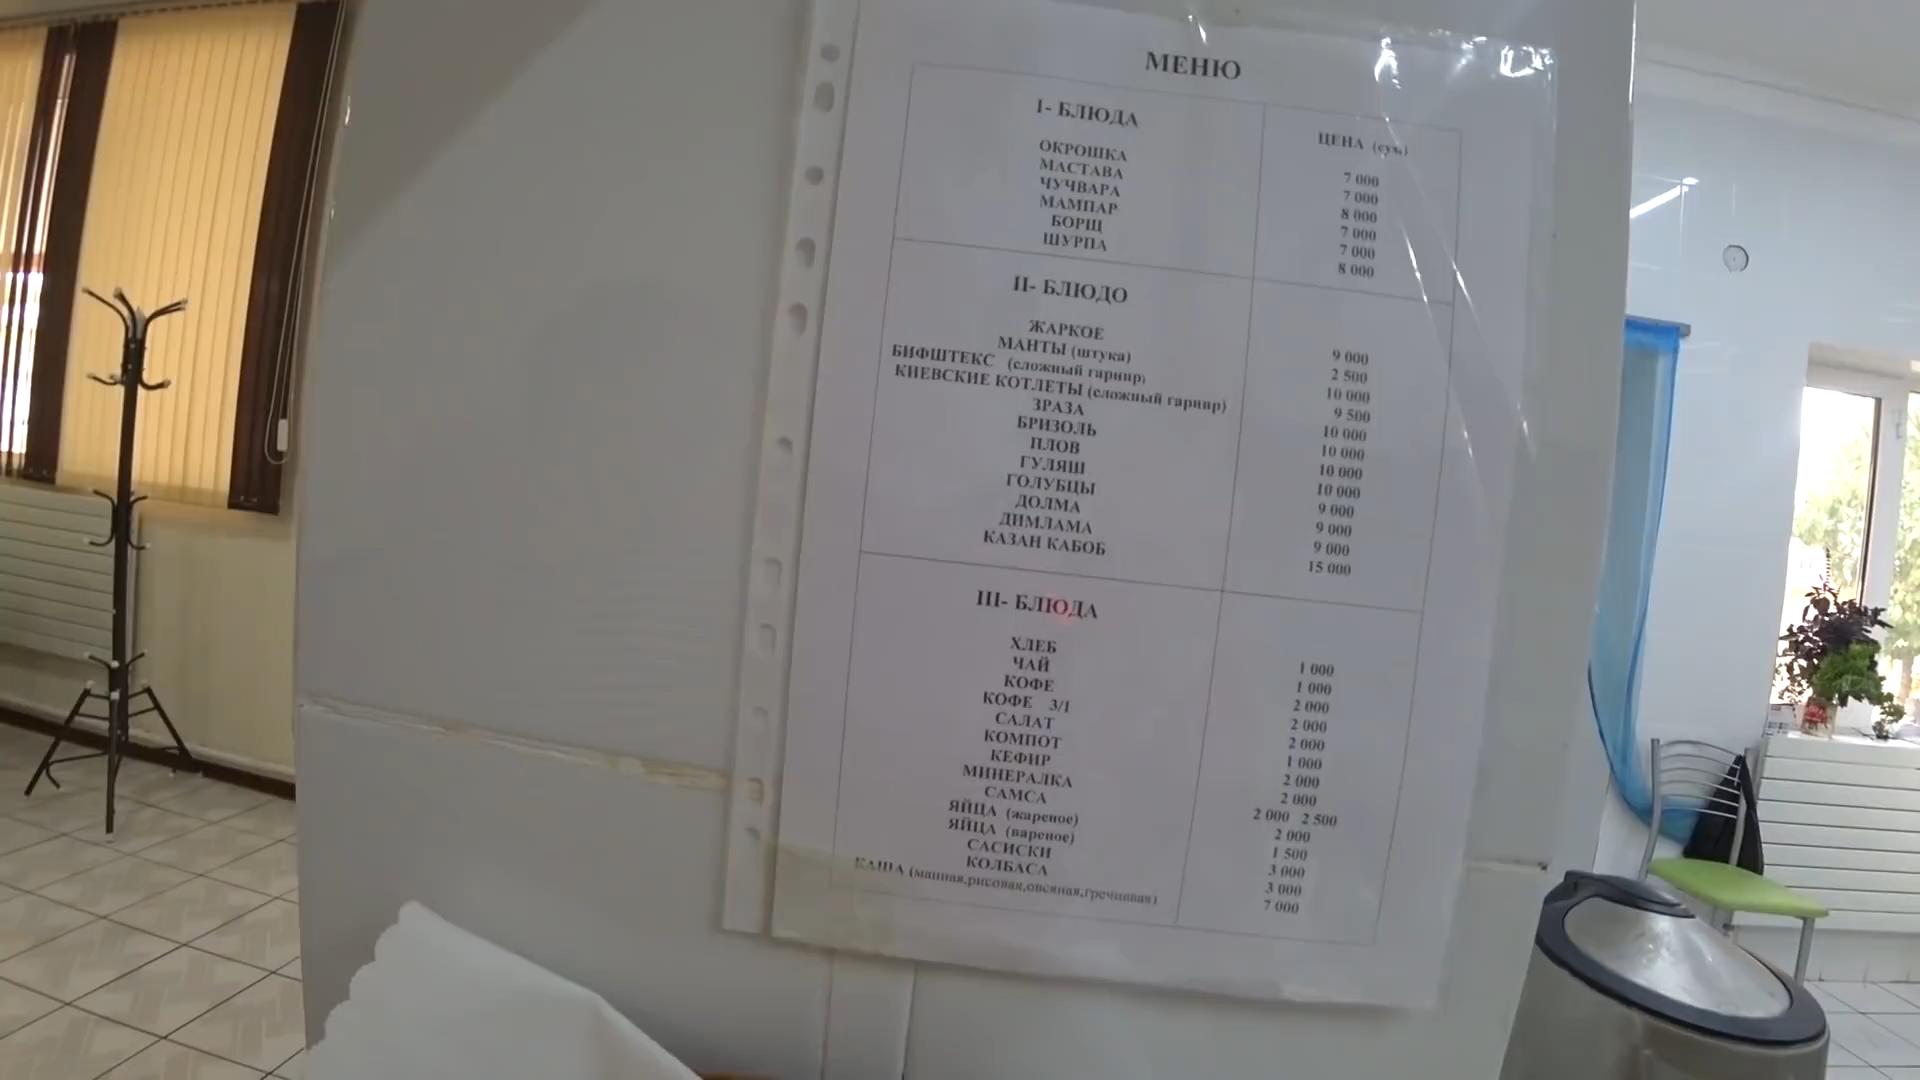 МЕНЮ
I- БЛЮДА ЦЕНА (сум)
ОКРОШКА 7 000
МАСТАВА 7 000
ЧУЧВАРА 8 000
МАМПАР 7 000
БОРЩ 7 000
ШУРПА 8 000
II- БЛЮДО
ЖАРКОЕ 9 000
МАНТЫ (штука) 2 500
БИФШТЕКС (сложный гарнир) 10 000
КИЕВСКИЕ КОТЛЕТЫ (сложный гарнир) 9 500
ЗРАЗА 10 000
БРИЗОЛЬ 10 000
ПЛОВ 10 000
ГУЛЯШ 10 000
ГОЛУБЦЫ 9 000
ДОЛМА 9 000
ДИМЛАМА 9 000
КАЗАН КАБОБ 15 000
III- БЛЮДА
ХЛЕБ 1 000
ЧАЙ 1 000
КОФЕ 2 000
КОФЕ 3/1 2 000
САЛАТ 2 000
КОМПОТ 1 000
КЕФИР 2 000
МИНЕРАЛКА 2 000
САМСА 2 000 2 500
ЯЙЦА (жареное) 2 000
ЯЙЦА (вареное) 1 500
САСИСКИ 3 000
КОЛБАСА 3 000
КАША (манная,рисовая,овсяная,гречневая) 7 000